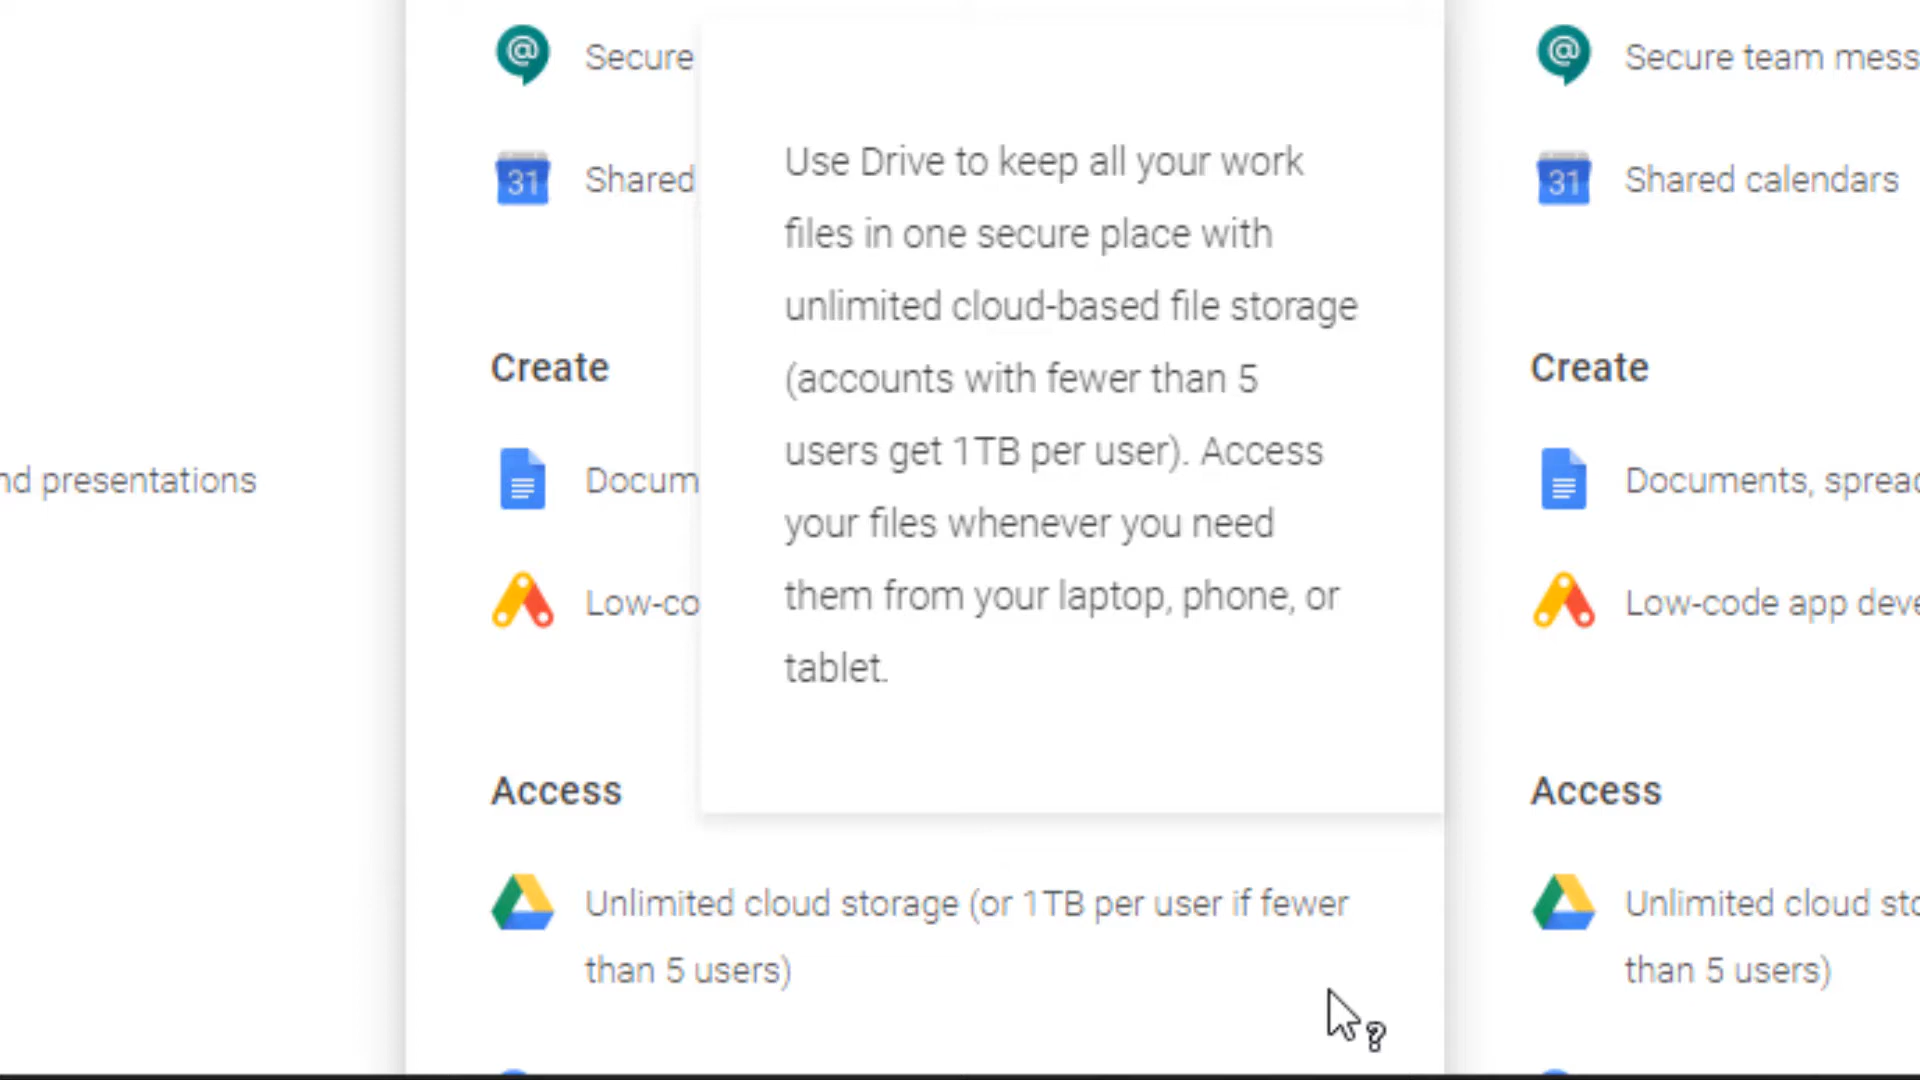 nd presentations
@ Secure
31 Shared
Create
Docum
Low-co
Access
Unlimited cloud storage (or 1TB per user if fewer
than 5 users)
Use Drive to keep all your work
files in one secure place with
unlimited cloud-based file storage
(accounts with fewer than 5
users get 1TB per user). Access
your files whenever you need
them from your laptop, phone, or
tablet.
@ Secure team mess
31 Shared calendars
Create
Documents, spread
Low-code app deve
Access
Unlimited cloud sto
than 5 users)